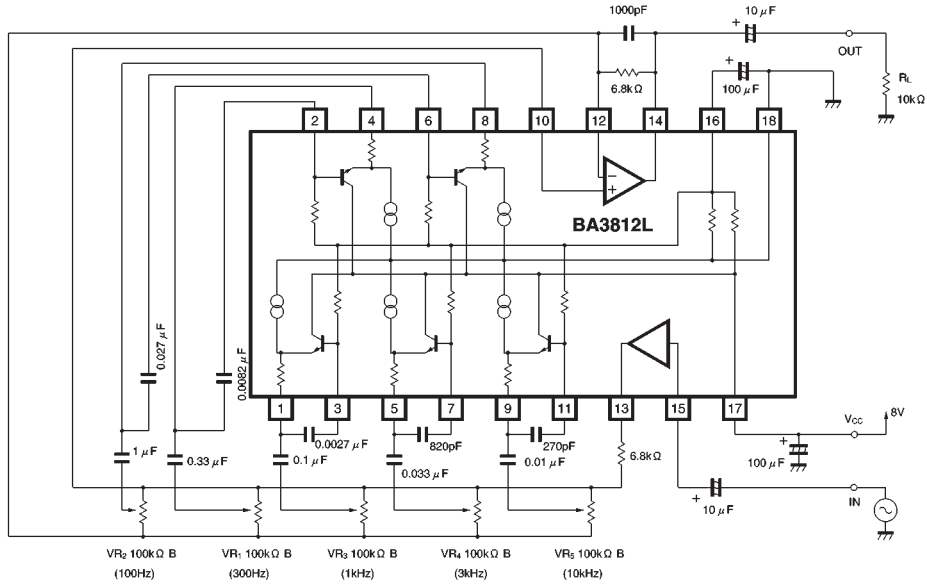 1000pF
10 µF
+
OUT
6.8kΩ
+
100 µF
RL
10kΩ
2
4
6
8
10
12
14
16
18
−
+
BA3812L
0.027 µF
0.0082 µF
1
3
5
7
9
11
13
15
17
1 µF
0.33 µF
0.0027 µF
0.1 µF
820pF
0.033 µF
270pF
0.01 µF
6.8kΩ
VCC
8V
+
100 µF
+
10 µF
IN
VR2 100kΩ B
(100Hz)
VR1 100kΩ B
(300Hz)
VR3 100kΩ B
(1kHz)
VR4 100kΩ B
(3kHz)
VR5 100kΩ B
(10kHz)